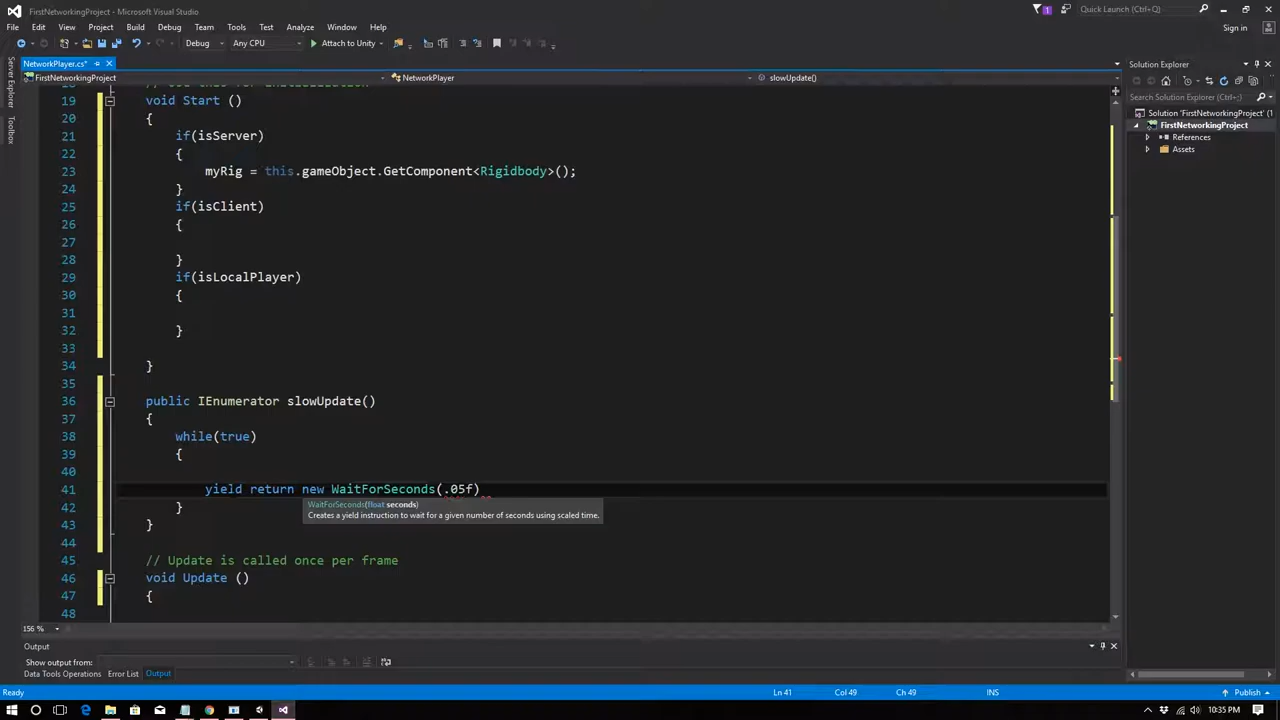 FirstNetworkingProject - Microsoft Visual Studio
1
Quick Launch (Ctrl+Q)
File Edit View Project Build Debug Team Tools Test Analyze Window Help
Sign in
Debug Any CPU Attach to Unity
NetworkPlayer.cs*
Solution Explorer
FirstNetworkingProject NetworkPlayer slowUpdate()
Server Explorer
Toolbox
Search Solution Explorer (Ctrl+;)
Solution 'FirstNetworkingProject' (1
FirstNetworkingProject
References
Assets
19 void Start ()
20 {
21 if(isServer)
22 {
23 myRig = this.gameObject.GetComponent<Rigidbody>();
24 }
25 if(isClient)
26 {
27
28 }
29 if(isLocalPlayer)
30 {
31
32 }
33
34 }
35
36 public IEnumerator slowUpdate()
37 {
38 while(true)
39 {
40
41 yield return new WaitForSeconds(.05f)
WaitForSeconds(float seconds)
Creates a yield instruction to wait for a given number of seconds using scaled time.
42 }
43 }
44
45 // Update is called once per frame
46 void Update ()
47 {
48
156 %
Output
Show output from:
Data Tools Operations Error List Output
Ready Ln 41 Col 49 Ch 49 INS Publish
10:35 PM